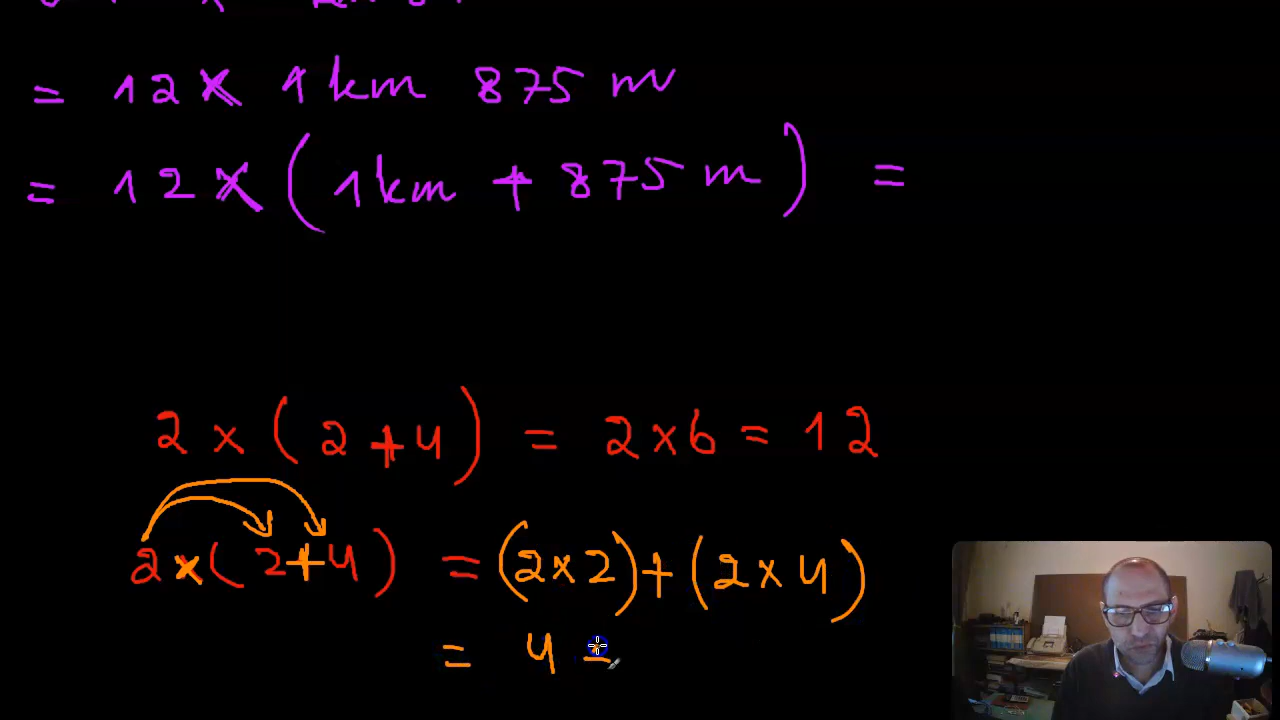 = 12 x 1 km 875 m
= 12 x ( 1 km + 875 m ) =
2 x ( 2 + 4 ) = 2 x 6 = 12
2 x ( 2 + 4 ) = ( 2 x 2 ) + ( 2 x 4 )
= 4